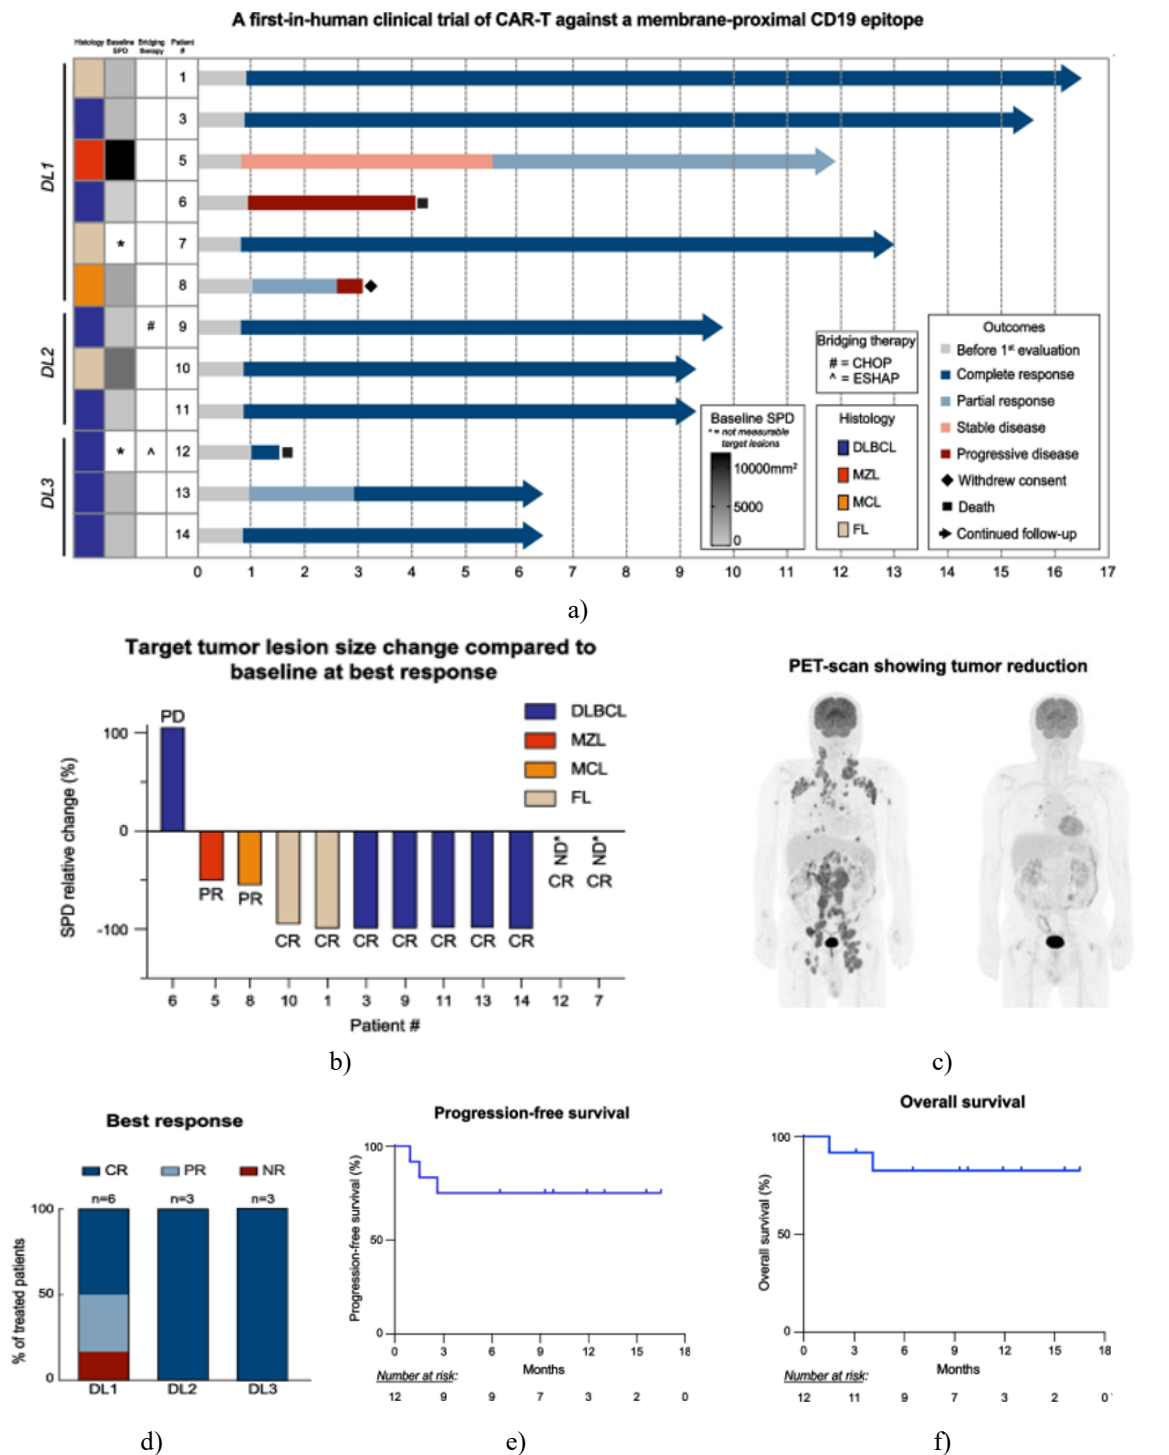 A first-in-human clinical trial of CAR-T against a membrane-proximal CD19 epitope
Histology Baseline SPD Bridging therapy Patient #
DL1
1
3
5
6
* 7
8
DL2
# 9
10
11
DL3
* ^ 12
13
14
Bridging therapy
# = CHOP
^ = ESHAP
Baseline SPD
* = not measurable
target lesions
10000mm²
5000
0
Histology
DLBCL
MZL
MCL
FL
Outcomes
Before 1st evaluation
Complete response
Partial response
Stable disease
Progressive disease
Withdrew consent
Death
Continued follow-up
0 1 2 3 4 5 6 7 8 9 10 11 12 13 14 15 16 17
a)
Target tumor lesion size change compared to
baseline at best response
SPD relative change (%)
100
0
-100
PD
PR PR CR CR CR CR CR CR CR
ND* ND*
CR CR
DLBCL
MZL
MCL
FL
6 5 8 10 1 3 9 11 13 14 12 7
Patient #
b)
PET-scan showing tumor reduction
c)
Best response
CR PR NR
n=6 n=3 n=3
% of treated patients
100
50
0
DL1 DL2 DL3
d)
Progression-free survival
Progression-free survival (%)
100
50
0
0 3 6 9 12 15 18
Months
Number at risk:
12 9 9 7 3 2 0
e)
Overall survival
Overall survival (%)
100
50
0
0 3 6 9 12 15 18
Months
Number at risk:
12 11 9 7 3 2 0
f)